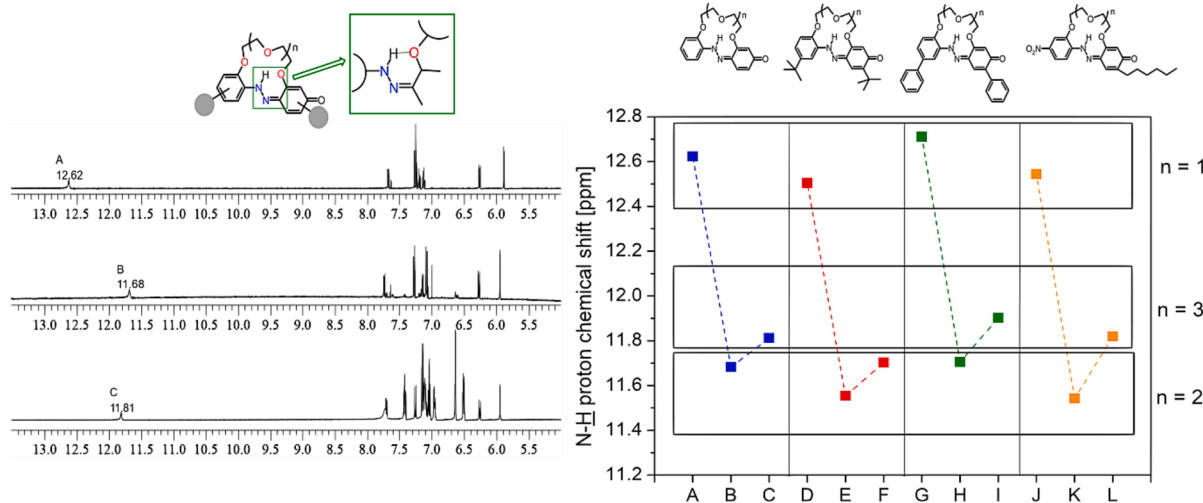 n
O
O
O
H
N
N
O
H
O
N
N
n
O
O
O
H
N
N
O
n
O
O
O
H
N
N
O
n
O
O
O
H
N
N
O
n
O
O
O
O₂N
H
N
N
O
A
12.62
13.0 12.5 12.0 11.5 11.0 10.5 10.0 9.5 9.0 8.5 8.0 7.5 7.0 6.5 6.0 5.5
B
11.68
13.0 12.5 12.0 11.5 11.0 10.5 10.0 9.5 9.0 8.5 8.0 7.5 7.0 6.5 6.0 5.5
C
11.81
13.0 12.5 12.0 11.5 11.0 10.5 10.0 9.5 9.0 8.5 8.0 7.5 7.0 6.5 6.0 5.5
N-H proton chemical shift [ppm]
12.8
12.6
12.4
12.2
12.0
11.8
11.6
11.4
11.2
n = 1
n = 3
n = 2
A B C D E F G H I J K L